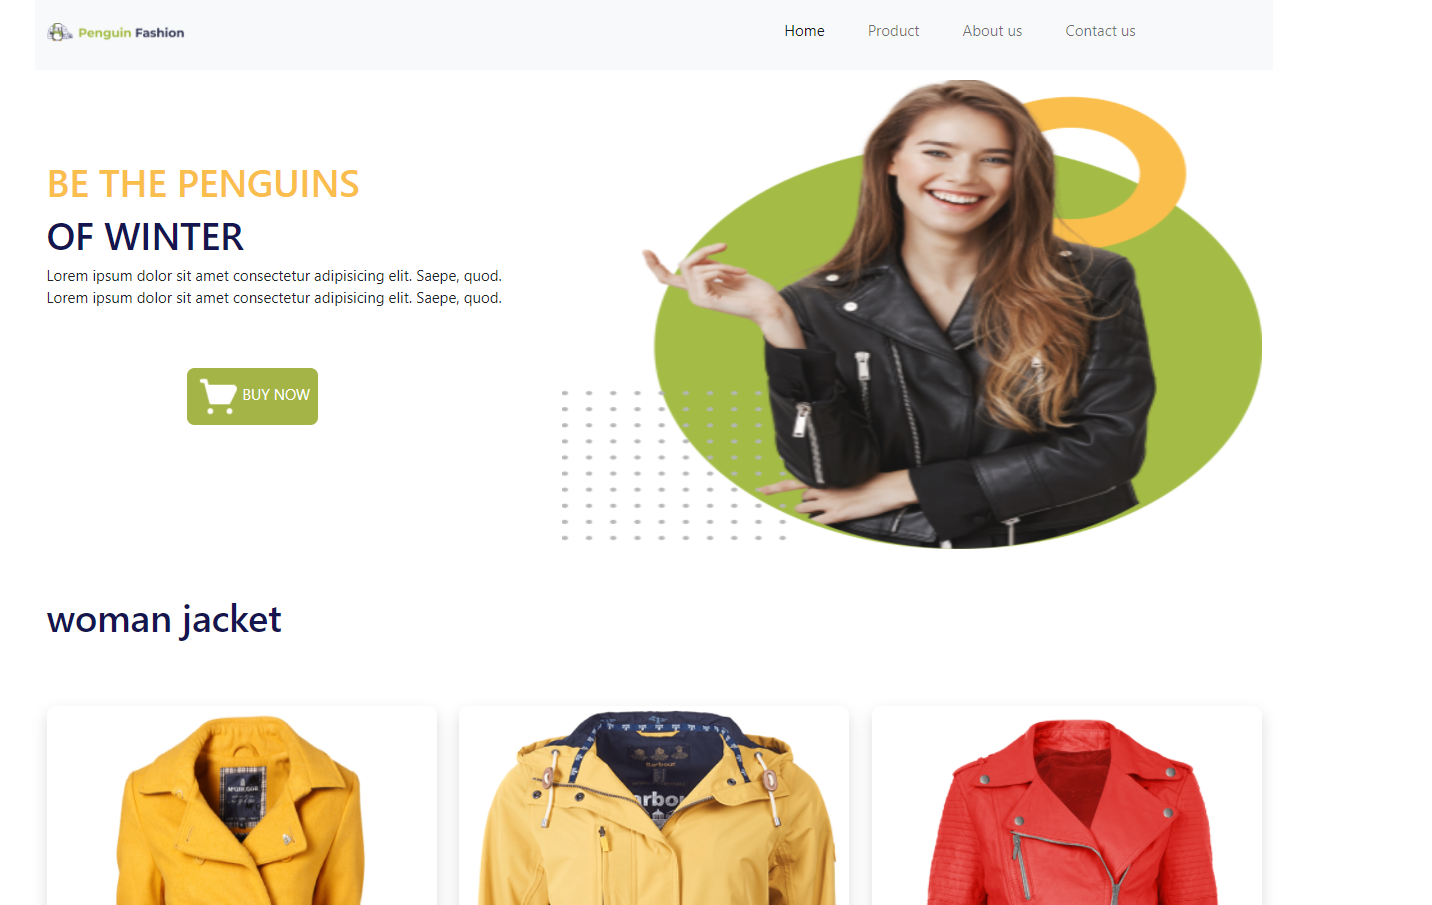 Penguin Fashion
Home Product About us Contact us
BE THE PENGUINS
OF WINTER
Lorem ipsum dolor sit amet consectetur adipisicing elit. Saepe, quod.
Lorem ipsum dolor sit amet consectetur adipisicing elit. Saepe, quod.
BUY NOW
woman jacket
Barbour